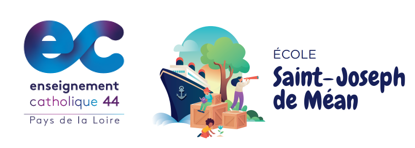 ec
enseignement
catholique 44
Pays de la Loire
ÉCOLE
Saint-Joseph
de Méan